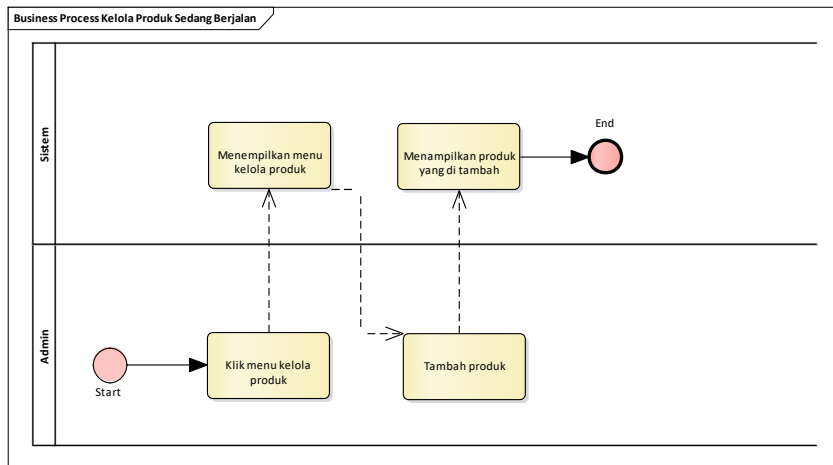 Business Process Kelola Produk Sedang Berjalan
Sistem
Menempilkan menu
kelola produk
Menampilkan produk
yang di tambah
End
Admin
Start
Klik menu kelola
produk
Tambah produk